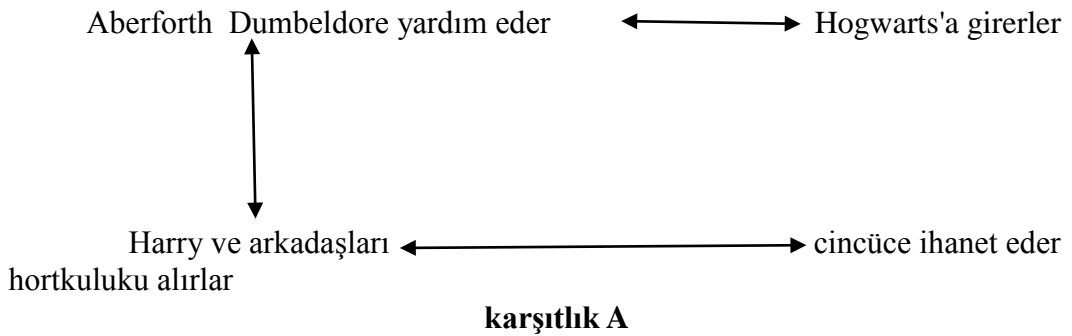 Aberforth Dumbeldore yardım eder Hogwarts'a girerler
Harry ve arkadaşları cincüce ihanet eder
hortkuluku alırlar
karşıtlık A